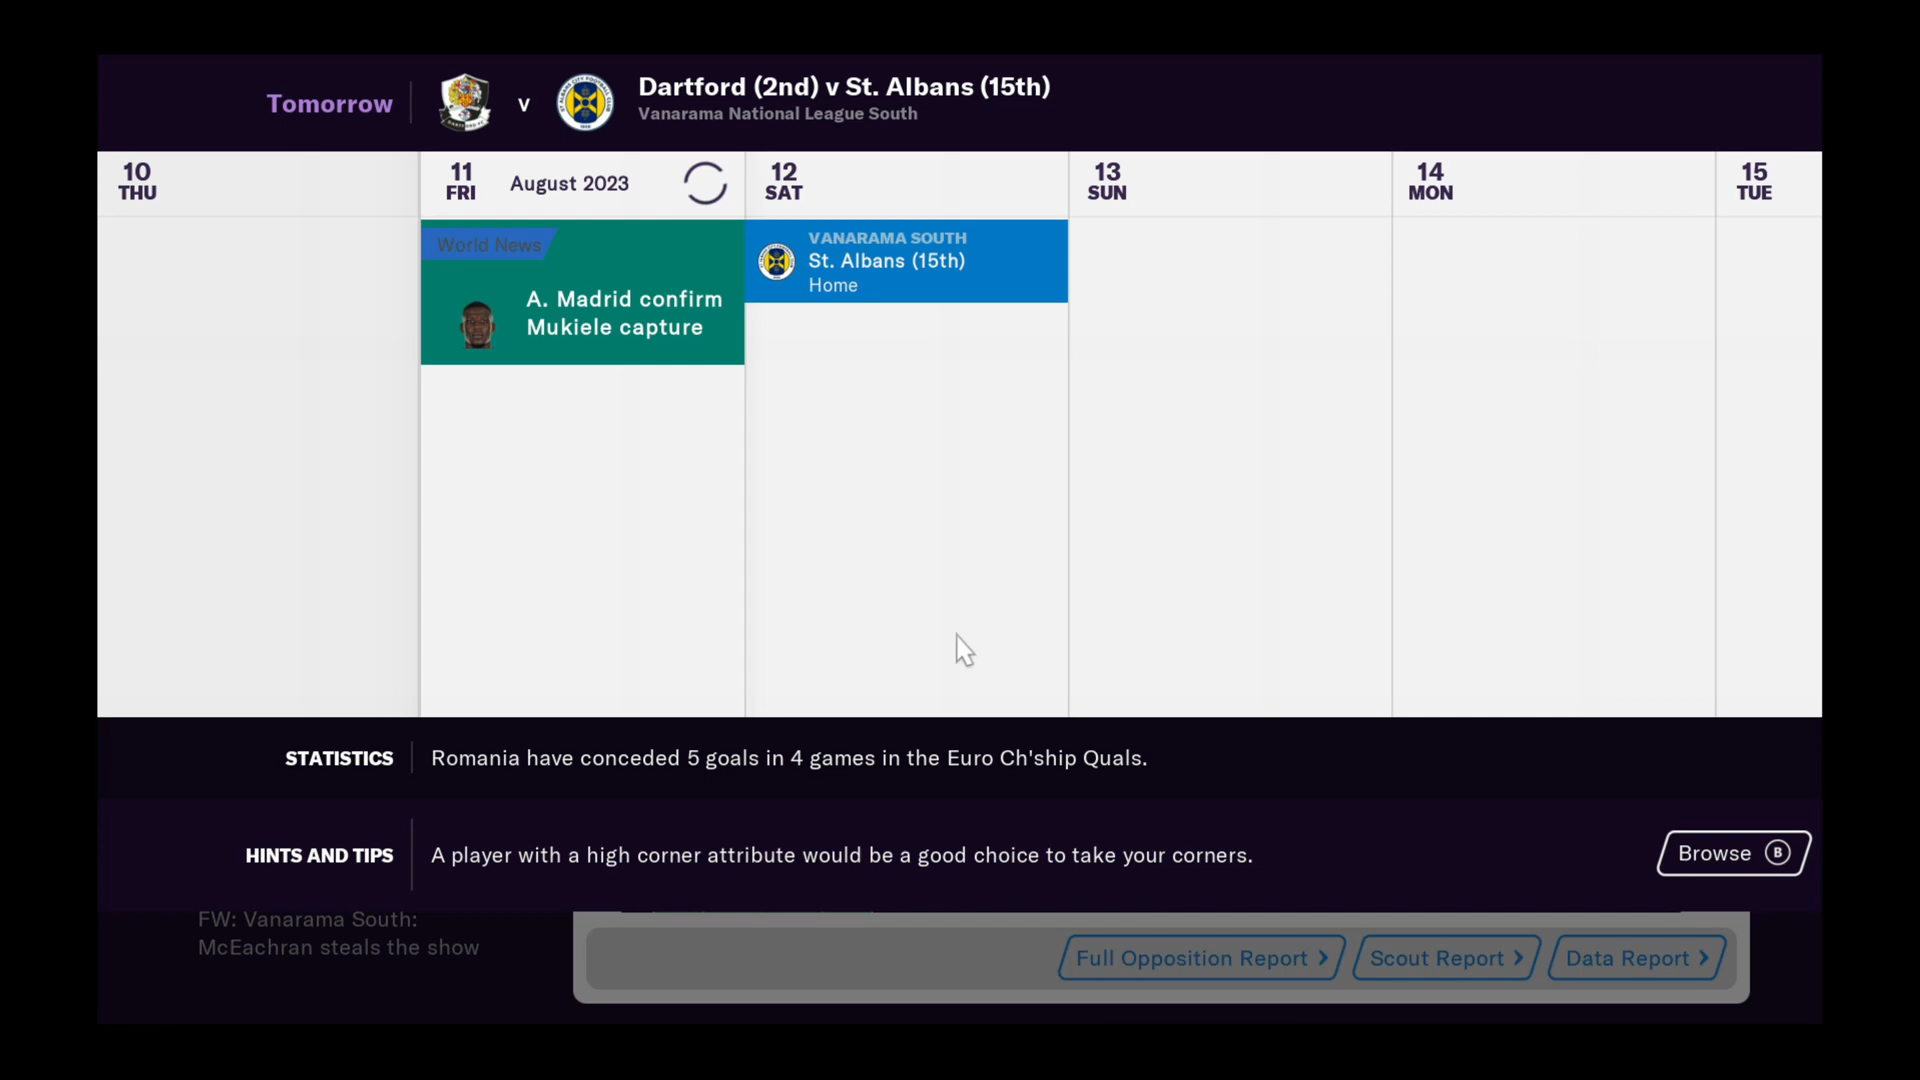 Tomorrow
v
Dartford (2nd) v St. Albans (15th)
Vanarama National League South
10
THU
11
FRI
August 2023
12
SAT
13
SUN
14
MON
15
TUE
World News
A. Madrid confirm
Mukiele capture
VANARAMA SOUTH
St. Albans (15th)
Home
STATISTICS
Romania have conceded 5 goals in 4 games in the Euro Ch'ship Quals.
HINTS AND TIPS
A player with a high corner attribute would be a good choice to take your corners.
Browse B
FW: Vanarama South:
McEachran steals the show
Full Opposition Report
Scout Report
Data Report